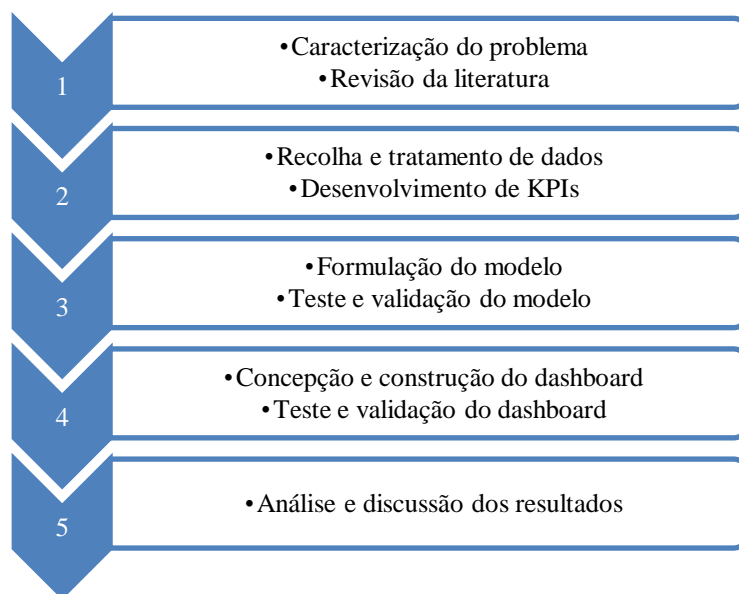 1
•Caracterização do problema
•Revisão da literatura
2
•Recolha e tratamento de dados
•Desenvolvimento de KPIs
3
•Formulação do modelo
•Teste e validação do modelo
4
•Concepção e construção do dashboard
•Teste e validação do dashboard
5
•Análise e discussão dos resultados